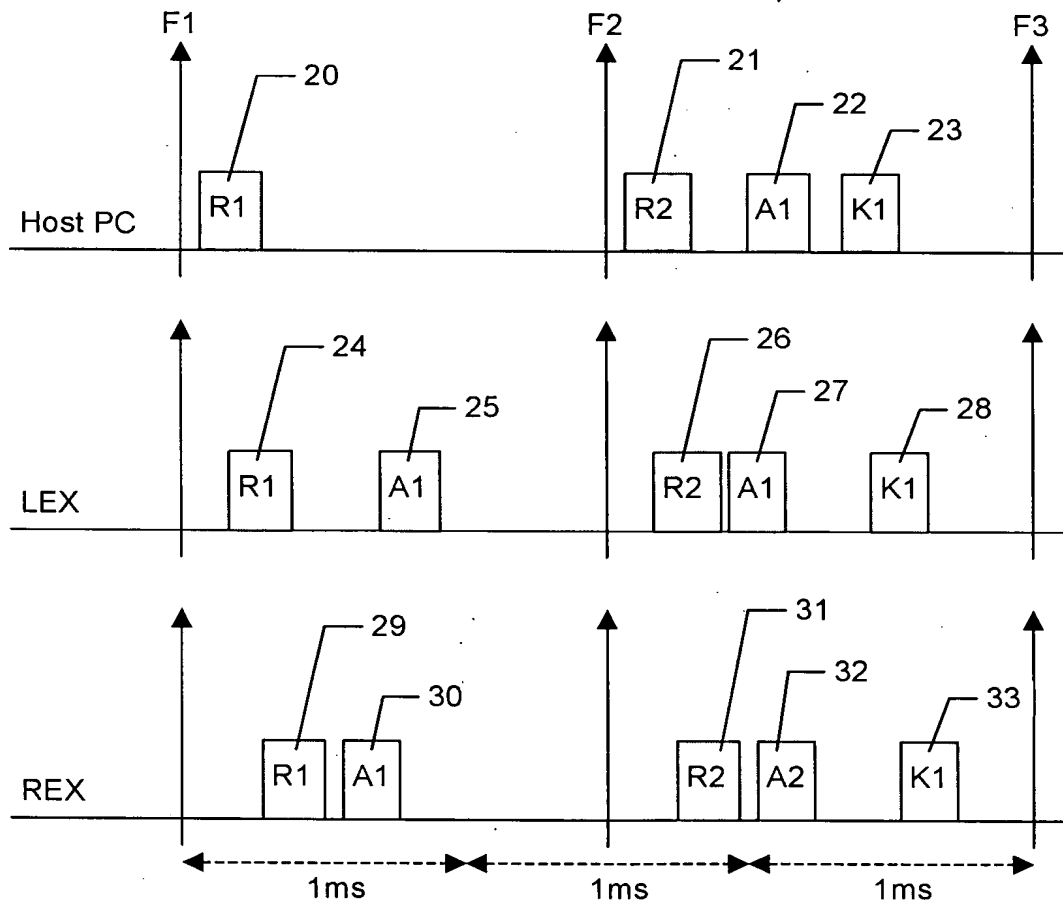 F1 F2 F3
20 21 22 23
Host PC R1 R2 A1 K1
24 25 26 27 28
LEX R1 A1 R2 A1 K1
29 30 31 32 33
REX R1 A1 R2 A2 K1
1ms 1ms 1ms